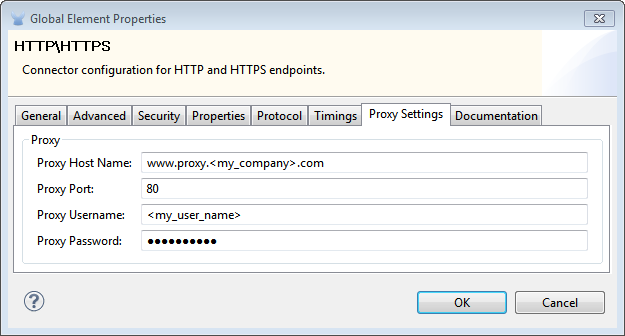 Global Element Properties
HTTP\HTTPS
Connector configuration for HTTP and HTTPS endpoints.
General Advanced Security Properties Protocol Timings Proxy Settings Documentation
Proxy
Proxy Host Name: www.proxy.<my_company>.com
Proxy Port: 80
Proxy Username: <my_user_name>
Proxy Password: ●●●●●●●●●●
? OK Cancel